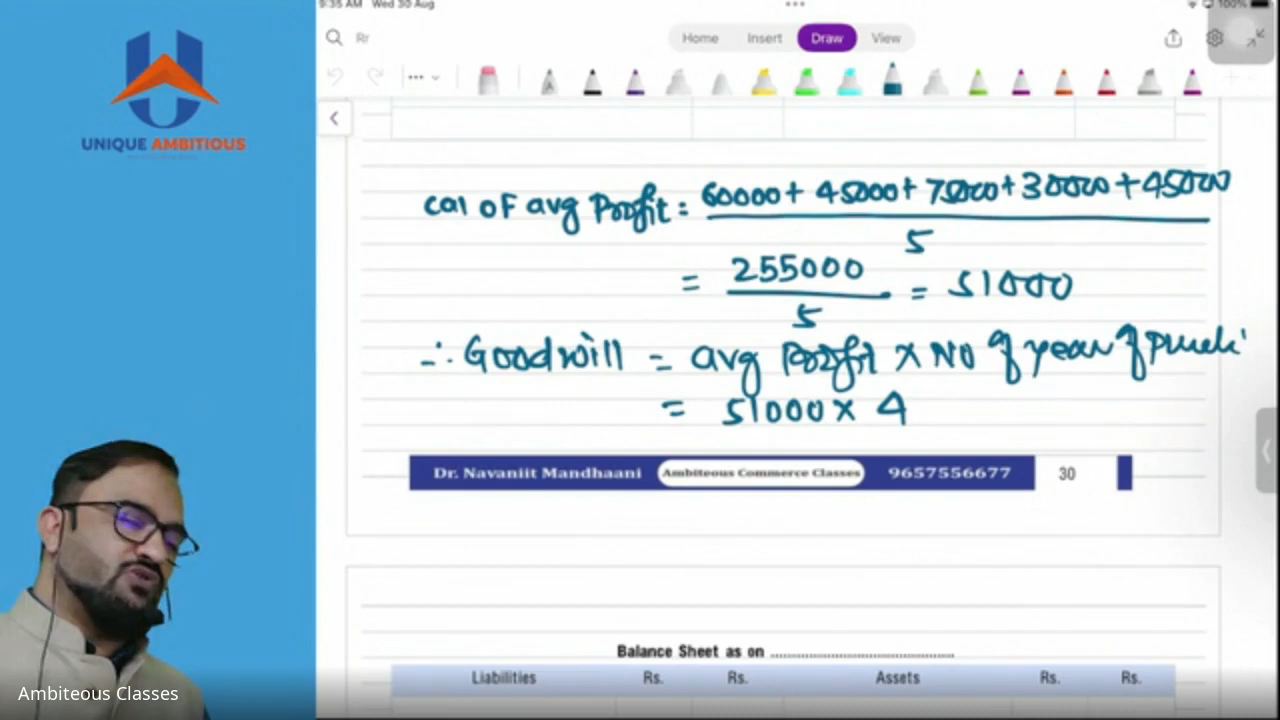 9:35 AM Wed 30 Aug
100%
Rr
Home Insert Draw View
UNIQUE AMBITIOUS
cal of avg Profit = 60000 + 45000 + 75000 + 30000 + 45000
5
= 255000 = 51000
5
∴ Goodwill = avg Profit x No of year of
= 51000 x 4
Dr. Navaniit Mandhaani Ambiteous Commerce Classes 9657556677 30
Balance Sheet as on ................................................
Liabilities Rs. Rs. Assets Rs. Rs.
Ambiteous Classes